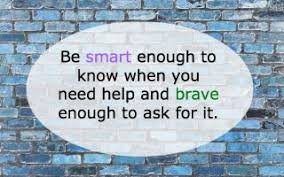 Be smart enough to
know when you
need help and brave
enough to ask for it.